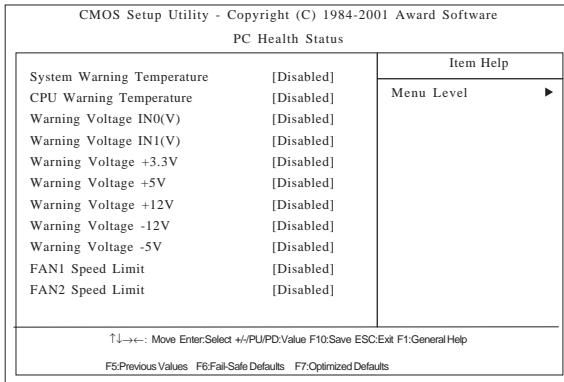 CMOS Setup Utility - Copyright (C) 1984-2001 Award Software
PC Health Status
System Warning Temperature [Disabled]
CPU Warning Temperature [Disabled]
Warning Voltage IN0(V) [Disabled]
Warning Voltage IN1(V) [Disabled]
Warning Voltage +3.3V [Disabled]
Warning Voltage +5V [Disabled]
Warning Voltage +12V [Disabled]
Warning Voltage -12V [Disabled]
Warning Voltage -5V [Disabled]
FAN1 Speed Limit [Disabled]
FAN2 Speed Limit [Disabled]
Item Help
Menu Level ▶
↑↓→←: Move Enter:Select +/-/PU/PD:Value F10:Save ESC:Exit F1:General Help
F5:Previous Values F6:Fail-Safe Defaults F7:Optimized Defaults